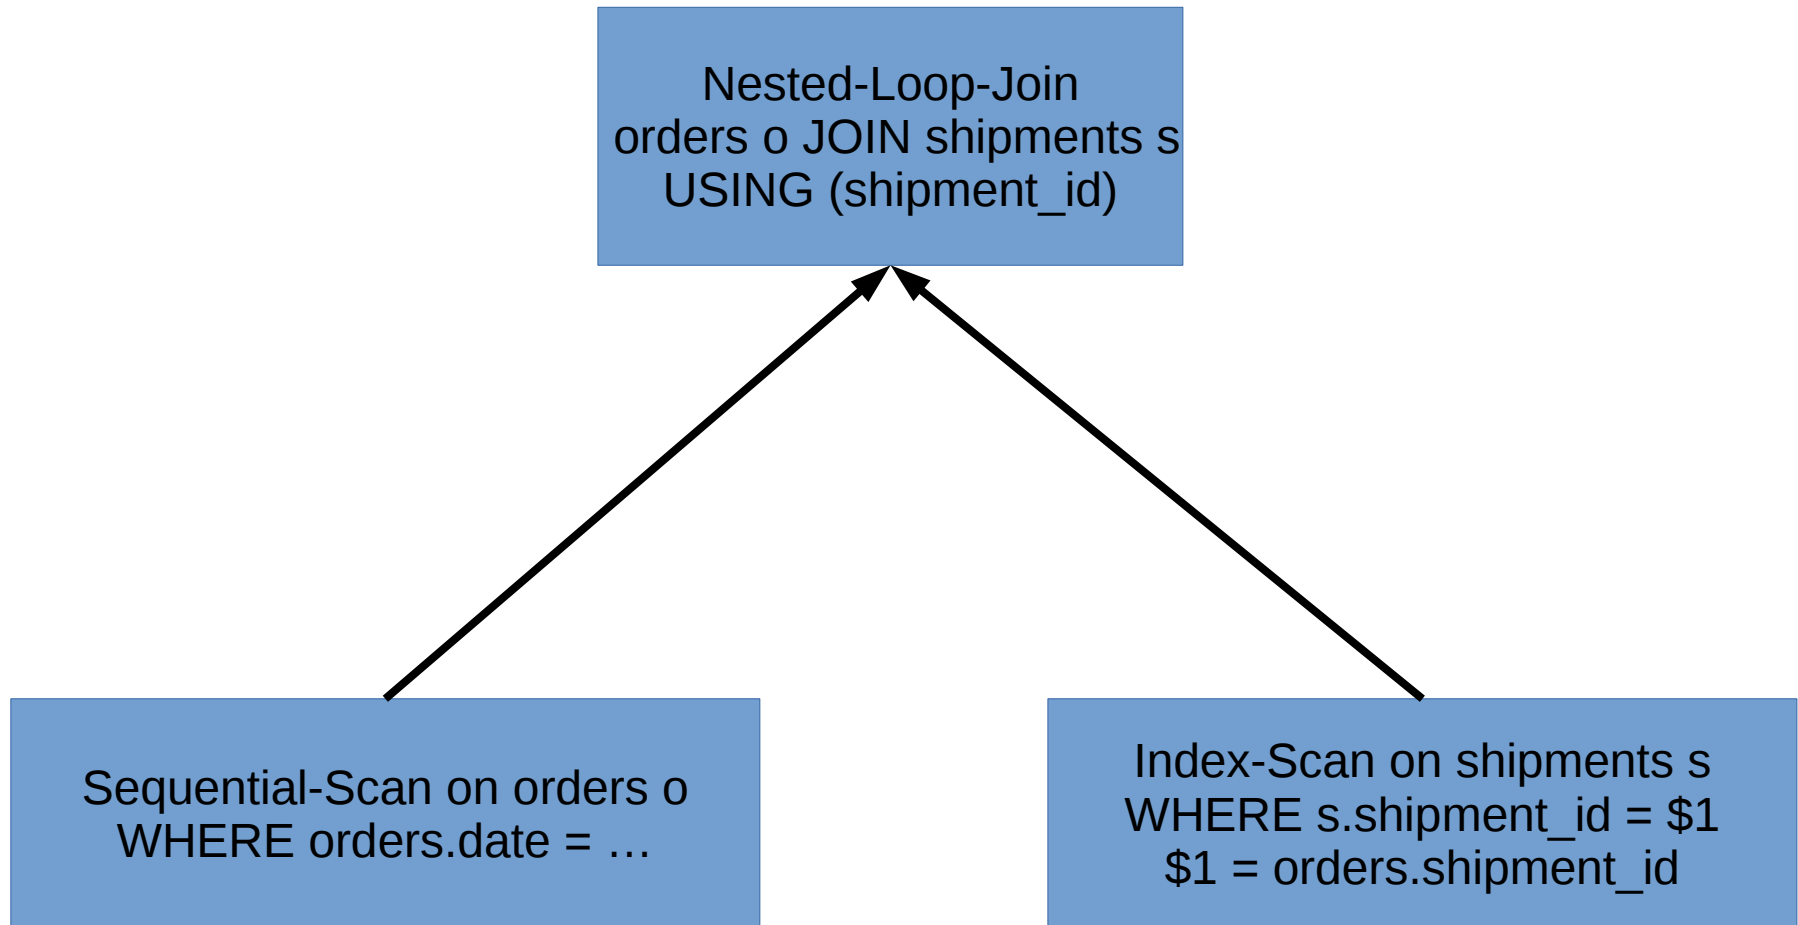 Nested-Loop-Join
orders o JOIN shipments s
USING (shipment_id)
Sequential-Scan on orders o
WHERE orders.date = …
Index-Scan on shipments s
WHERE s.shipment_id = $1
$1 = orders.shipment_id